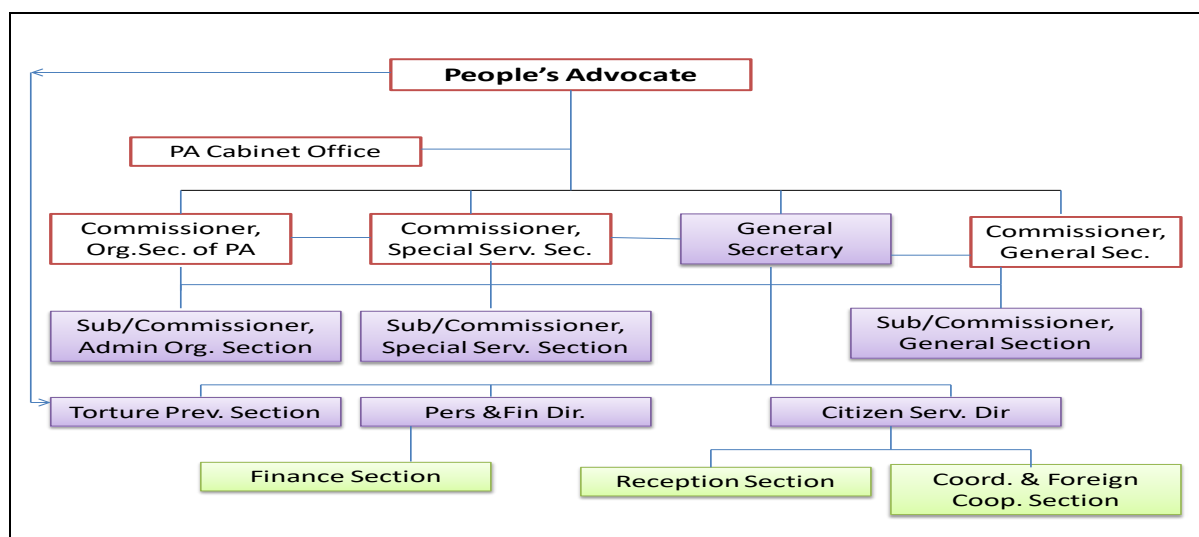 People's Advocate
PA Cabinet Office
Commissioner,
Org.Sec. of PA
Commissioner,
Special Serv. Sec.
General
Secretary
Commissioner,
General Sec.
Sub/Commissioner,
Admin Org. Section
Sub/Commissioner,
Special Serv. Section
Sub/Commissioner,
General Section
Torture Prev. Section
Pers &Fin Dir.
Citizen Serv. Dir
Finance Section
Reception Section
Coord. & Foreign
Coop. Section